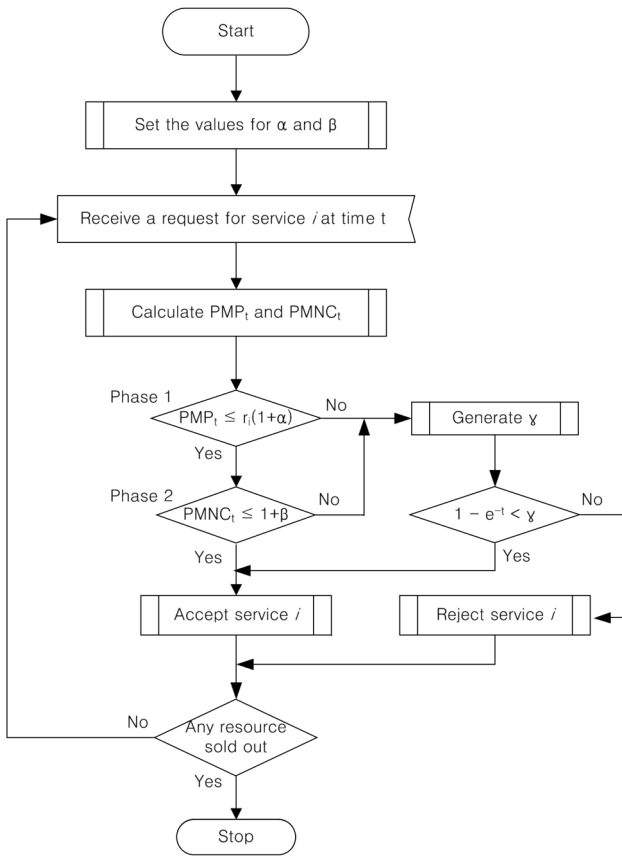 Start
Set the values for α and β
Receive a request for service i at time t
Calculate PMPₜ and PMNCₜ
Phase 1
PMPₜ ≤ rᵢ(1+α)
No
Generate γ
Yes
Phase 2
PMNCₜ ≤ 1+β
No
1 − e⁻ᵗ < γ
No
Yes
Yes
Accept service i
Reject service i
No
Any resource
sold out
Yes
Stop